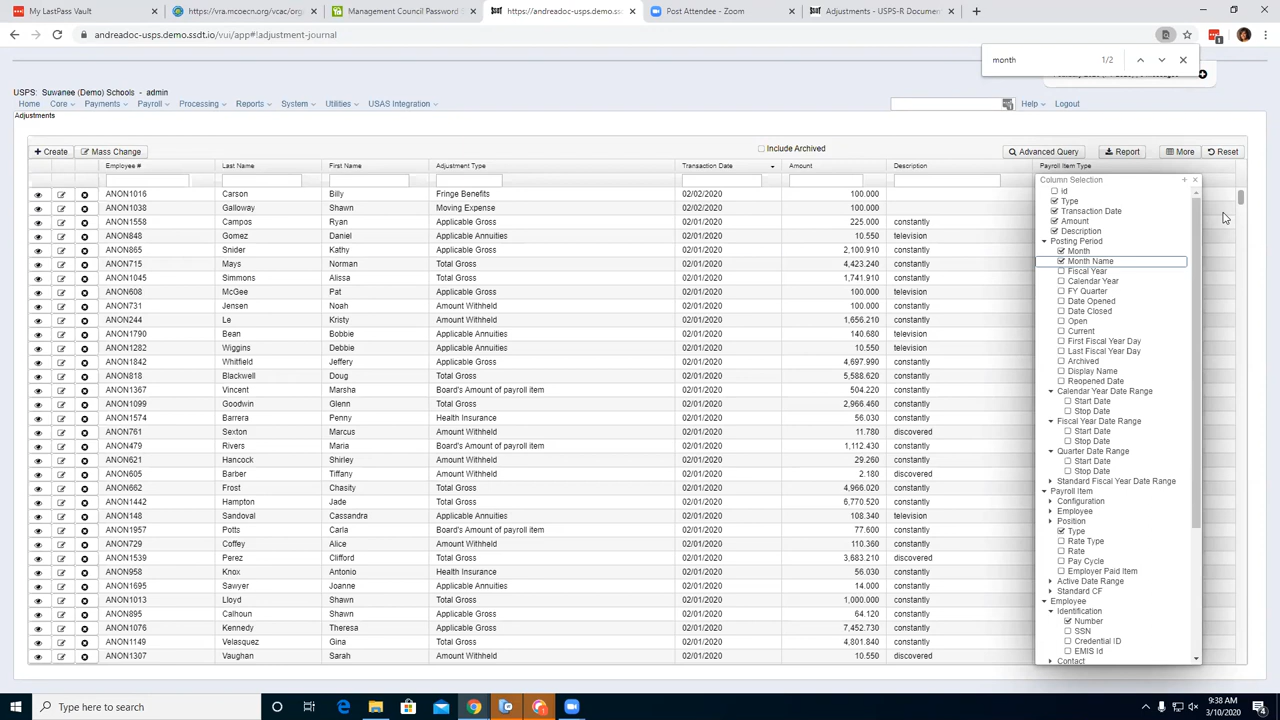 My LastPass Vault
https://vra.mcoecn.org/vcac/org
Management Council Password S
https://andreadoc-usps.demo.ssdt
Post Attendee - Zoom
Adjustments - USPS-R Document
andreadoc-usps.demo.ssdt.io/vui/app#!adjustment-journal
month 1/2
USPS: Suwanee (Demo) Schools - admin
Home Core Payments Payroll Processing Reports System Utilities USAS Integration Help Logout
Adjustments
Create Mass Change Include Archived Advanced Query Report More Reset
Employee # Last Name First Name Adjustment Type Transaction Date Amount Description Payroll Item Type
ANON1016 Carson Billy Fringe Benefits 02/02/2020 100.000
ANON1038 Galloway Shawn Moving Expense 02/02/2020 100.000
ANON1558 Campos Ryan Applicable Gross 02/01/2020 225.000 constantly
ANON848 Gomez Daniel Applicable Annuities 02/01/2020 10.550 television
ANON865 Snider Kathy Applicable Gross 02/01/2020 2,100.910 constantly
ANON715 Mays Norman Total Gross 02/01/2020 4,423.240 constantly
ANON1045 Simmons Alissa Total Gross 02/01/2020 1,741.910 constantly
ANON608 McGee Pat Applicable Gross 02/01/2020 100.000 television
ANON731 Jensen Noah Amount Withheld 02/01/2020 100.000 constantly
ANON244 Le Kristy Amount Withheld 02/01/2020 1,656.210 constantly
ANON1790 Bean Bobbie Applicable Annuities 02/01/2020 140.680 television
ANON1282 Wiggins Debbie Applicable Annuities 02/01/2020 10.550 television
ANON1842 Whitfield Jeffery Applicable Gross 02/01/2020 4,697.990 constantly
ANON818 Blackwell Doug Total Gross 02/01/2020 5,588.620 constantly
ANON1367 Vincent Marsha Board's Amount of payroll item 02/01/2020 504.220 constantly
ANON1099 Goodwin Glenn Total Gross 02/01/2020 2,966.460 constantly
ANON1574 Barrera Penny Health Insurance 02/01/2020 56.030 constantly
ANON761 Sexton Marcus Amount Withheld 02/01/2020 11.780 discovered
ANON479 Rivers Maria Board's Amount of payroll item 02/01/2020 1,112.430 constantly
ANON621 Hancock Shirley Amount Withheld 02/01/2020 29.260 constantly
ANON605 Barber Tiffany Amount Withheld 02/01/2020 2.180 discovered
ANON662 Frost Chasity Total Gross 02/01/2020 4,966.020 constantly
ANON1442 Hampton Jade Total Gross 02/01/2020 6,770.520 constantly
ANON148 Sandoval Cassandra Applicable Annuities 02/01/2020 108.340 television
ANON1957 Potts Carla Board's Amount of payroll item 02/01/2020 77.600 constantly
ANON729 Coffey Alice Amount Withheld 02/01/2020 110.360 constantly
ANON1539 Perez Clifford Total Gross 02/01/2020 3,683.210 discovered
ANON958 Knox Antonio Health Insurance 02/01/2020 56.030 constantly
ANON1695 Sawyer Joanne Applicable Annuities 02/01/2020 14.000 constantly
ANON1013 Lloyd Shawn Total Gross 02/01/2020 1,000.000 constantly
ANON895 Calhoun Shawn Applicable Gross 02/01/2020 64.120 constantly
ANON1076 Kennedy Theresa Applicable Gross 02/01/2020 7,452.730 constantly
ANON1149 Velasquez Gina Total Gross 02/01/2020 4,801.840 constantly
ANON1307 Vaughan Sarah Amount Withheld 02/01/2020 10.550 discovered
Column Selection
id
Type
Transaction Date
Amount
Description
Posting Period
Month
Month Name
Fiscal Year
Calendar Year
FY Quarter
Date Opened
Date Closed
Open
Current
First Fiscal Year Day
Last Fiscal Year Day
Archived
Display Name
Reopened Date
Calendar Year Date Range
Start Date
Stop Date
Fiscal Year Date Range
Start Date
Stop Date
Quarter Date Range
Start Date
Stop Date
Standard Fiscal Year Date Range
Payroll Item
Configuration
Employee
Position
Type
Rate Type
Rate
Pay Cycle
Employer Paid Item
Active Date Range
Standard CF
Employee
Identification
Number
SSN
Credential ID
EMIS Id
Contact
Type here to search
9:38 AM
3/10/2020
4